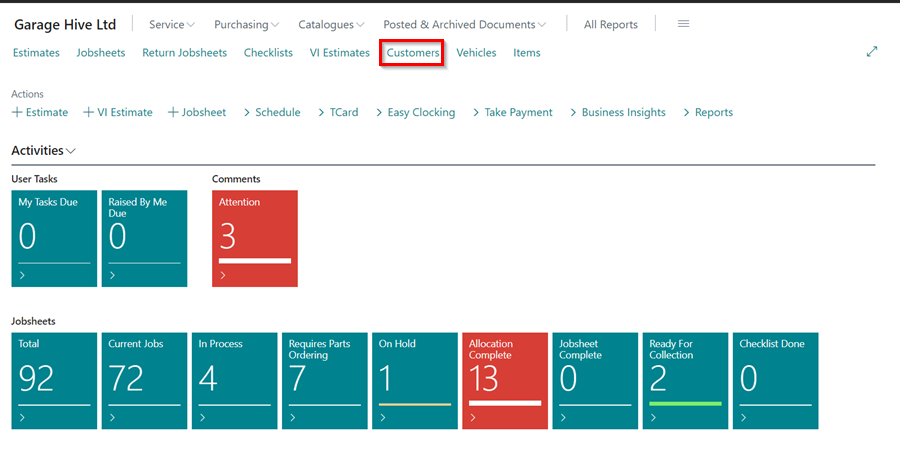 Garage Hive Ltd Service Purchasing Catalogues Posted & Archived Documents All Reports
Estimates Jobsheets Return Jobsheets Checklists VI Estimates Customers Vehicles Items
Actions
+ Estimate + VI Estimate + Jobsheet > Schedule > TCard > Easy Clocking > Take Payment > Business Insights > Reports
Activities
User Tasks Comments
My Tasks Due
0
Raised By Me
Due
0
Attention
3
Jobsheets
Total
92
Current Jobs
72
In Process
4
Requires Parts
Ordering
7
On Hold
1
Allocation
Complete
13
Jobsheet
Complete
0
Ready For
Collection
2
Checklist Done
0